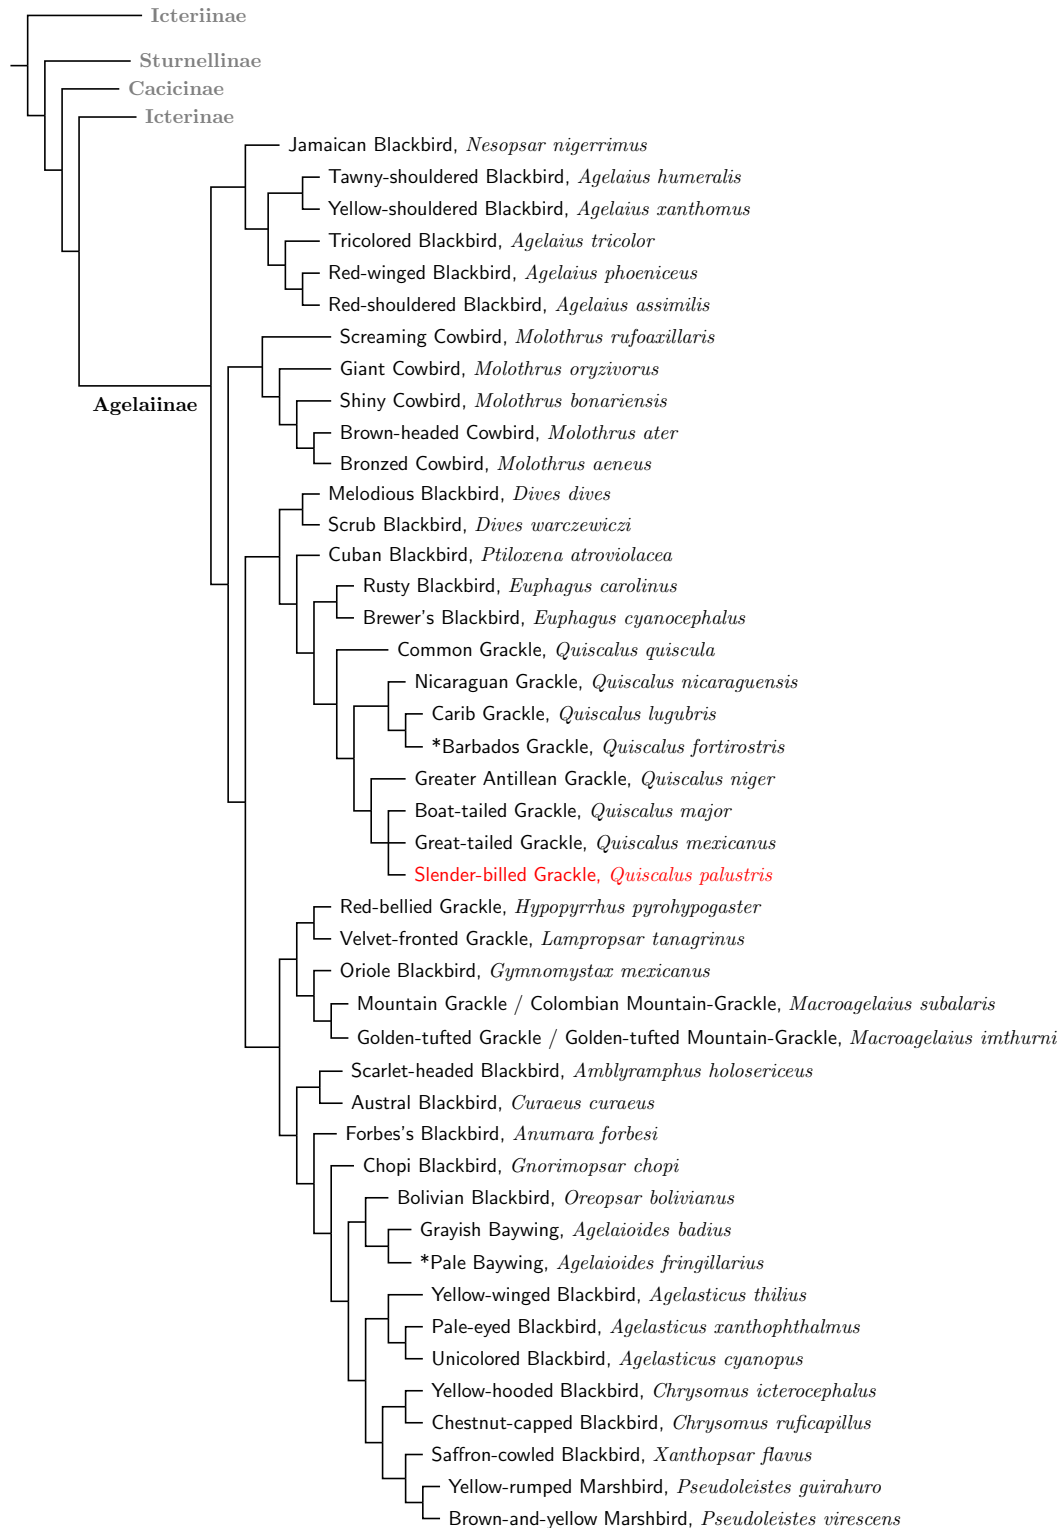 Icteriinae
Sturnellinae
Cacicinae
Icterinae
Jamaican Blackbird, Nesopsar nigerrimus
Tawny-shouldered Blackbird, Agelaius humeralis
Yellow-shouldered Blackbird, Agelaius xanthomus
Tricolored Blackbird, Agelaius tricolor
Red-winged Blackbird, Agelaius phoeniceus
Red-shouldered Blackbird, Agelaius assimilis
Screaming Cowbird, Molothrus rufoaxillaris
Giant Cowbird, Molothrus oryzivorus
Agelaiinae
Shiny Cowbird, Molothrus bonariensis
Brown-headed Cowbird, Molothrus ater
Bronzed Cowbird, Molothrus aeneus
Melodious Blackbird, Dives dives
Scrub Blackbird, Dives warczewiczi
Cuban Blackbird, Ptiloxena atroviolacea
Rusty Blackbird, Euphagus carolinus
Brewer's Blackbird, Euphagus cyanocephalus
Common Grackle, Quiscalus quiscula
Nicaraguan Grackle, Quiscalus nicaraguensis
Carib Grackle, Quiscalus lugubris
*Barbados Grackle, Quiscalus fortirostris
Greater Antillean Grackle, Quiscalus niger
Boat-tailed Grackle, Quiscalus major
Great-tailed Grackle, Quiscalus mexicanus
Slender-billed Grackle, Quiscalus palustris
Red-bellied Grackle, Hypopyrrhus pyrohypogaster
Velvet-fronted Grackle, Lampropsar tanagrinus
Oriole Blackbird, Gymnomystax mexicanus
Mountain Grackle / Colombian Mountain-Grackle, Macroagelaius subalaris
Golden-tufted Grackle / Golden-tufted Mountain-Grackle, Macroagelaius imthurni
Scarlet-headed Blackbird, Amblyramphus holosericeus
Austral Blackbird, Curaeus curaeus
Forbes's Blackbird, Anumara forbesi
Chopi Blackbird, Gnorimopsar chopi
Bolivian Blackbird, Oreopsar bolivianus
Grayish Baywing, Agelaioides badius
*Pale Baywing, Agelaioides fringillarius
Yellow-winged Blackbird, Agelasticus thilius
Pale-eyed Blackbird, Agelasticus xanthophthalmus
Unicolored Blackbird, Agelasticus cyanopus
Yellow-hooded Blackbird, Chrysomus icterocephalus
Chestnut-capped Blackbird, Chrysomus ruficapillus
Saffron-cowled Blackbird, Xanthopsar flavus
Yellow-rumped Marshbird, Pseudoleistes guirahuro
Brown-and-yellow Marshbird, Pseudoleistes virescens